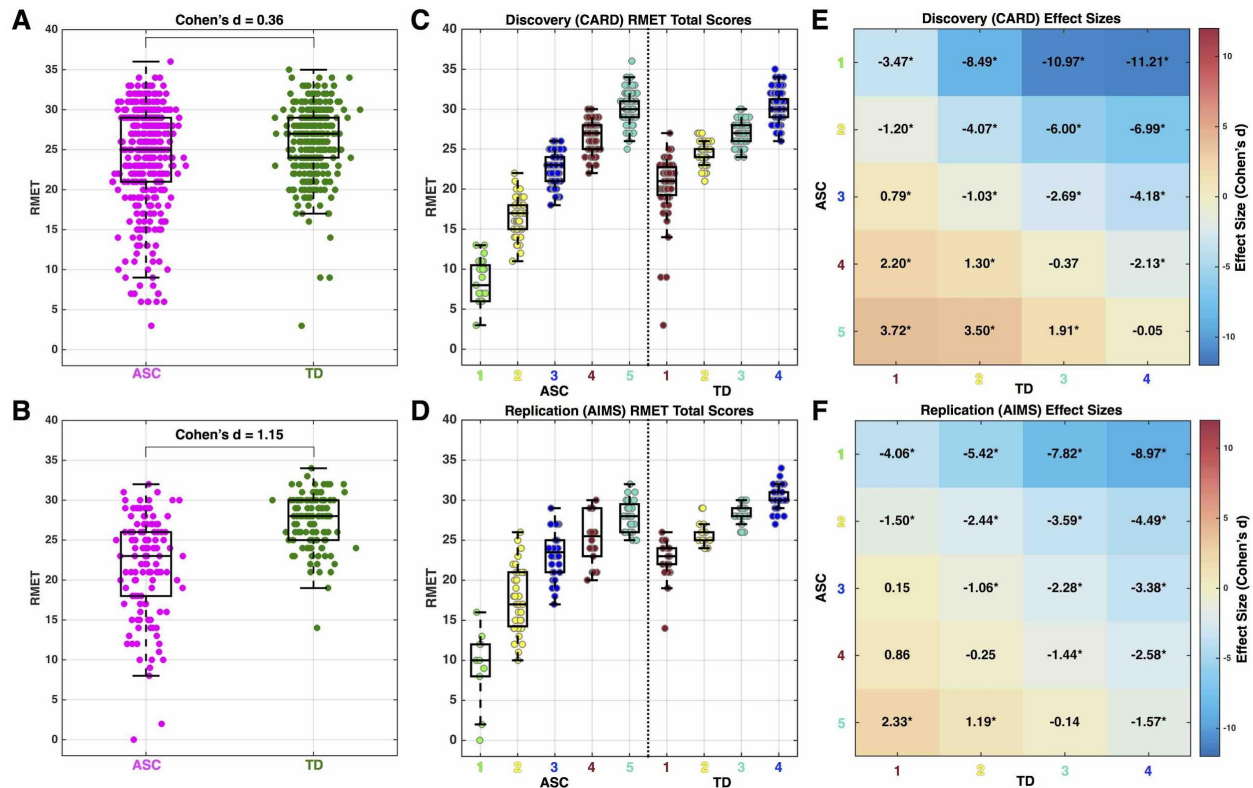 A
Cohen's d = 0.36
40
35
30
25
20
15
10
5
0
RMET
ASC
TD
B
Cohen's d = 1.15
40
35
30
25
20
15
10
5
0
RMET
ASC
TD
C
Discovery (CARD) RMET Total Scores
40
35
30
25
20
15
10
5
0
1 2 3 4 5 1 2 3 4
ASC TD
D
Replication (AIMS) RMET Total Scores
40
35
30
25
20
15
10
5
0
1 2 3 4 5 1 2 3 4
ASC TD
E
Discovery (CARD) Effect Sizes
ASC
1 -3.47* -8.49* -10.97* -11.21*
2 -1.20* -4.07* -6.00* -6.99*
3 0.79* -1.03* -2.69* -4.18*
4 2.20* 1.30* -0.37 -2.13*
5 3.72* 3.50* 1.91* -0.05
1 2 3 4
TD
10
5
0
-5
-10
Effect Size (Cohen's d)
F
Replication (AIMS) Effect Sizes
ASC
1 -4.06* -5.42* -7.82* -8.97*
2 -1.50* -2.44* -3.59* -4.49*
3 0.15 -1.06* -2.28* -3.38*
4 0.86 -0.25 -1.44* -2.58*
5 2.33* 1.19* -0.14 -1.57*
1 2 3 4
TD
10
5
0
-5
-10
Effect Size (Cohen's d)